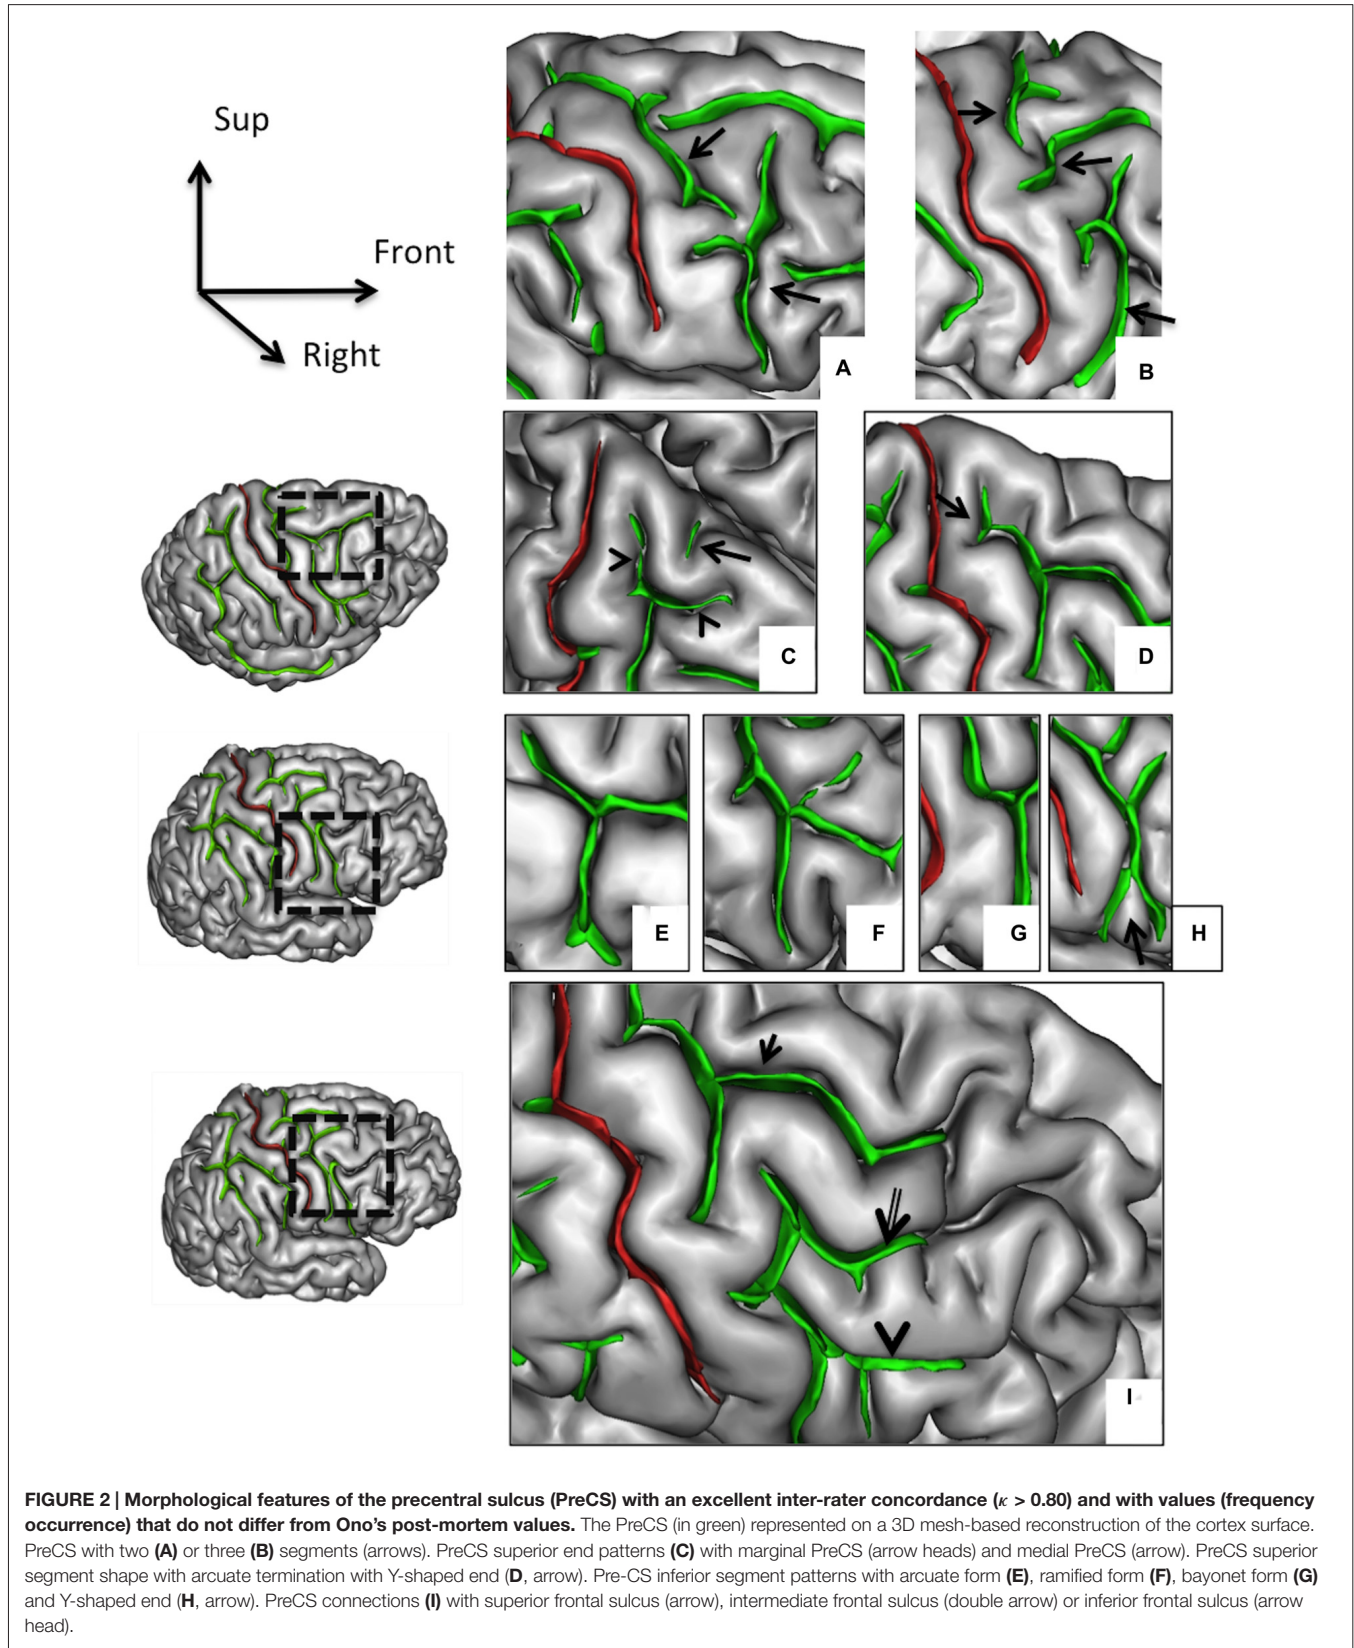 Sup
Front
Right
A
B
C
D
E
F
G
H
I
FIGURE 2 | Morphological features of the precentral sulcus (PreCS) with an excellent inter-rater concordance (κ > 0.80) and with values (frequency
occurrence) that do not differ from Ono's post-mortem values. The PreCS (in green) represented on a 3D mesh-based reconstruction of the cortex surface.
PreCS with two (A) or three (B) segments (arrows). PreCS superior end patterns (C) with marginal PreCS (arrow heads) and medial PreCS (arrow). PreCS superior
segment shape with arcuate termination with Y-shaped end (D, arrow). Pre-CS inferior segment patterns with arcuate form (E), ramified form (F), bayonet form (G)
and Y-shaped end (H, arrow). PreCS connections (I) with superior frontal sulcus (arrow), intermediate frontal sulcus (double arrow) or inferior frontal sulcus (arrow
head).